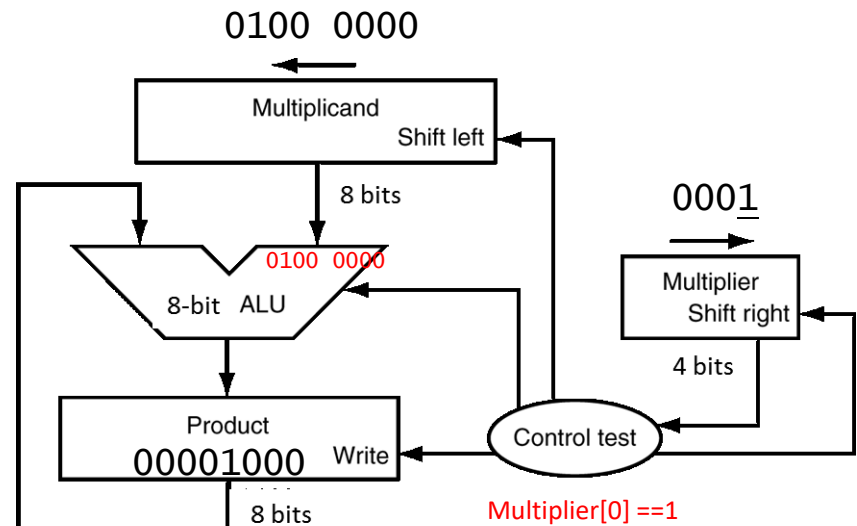 0100 0000
Multiplicand
Shift left
8 bits
0001
0100 0000
8-bit ALU
Multiplier
Shift right
4 bits
Product
00001000
Write
Control test
8 bits
Multiplier[0] ==1